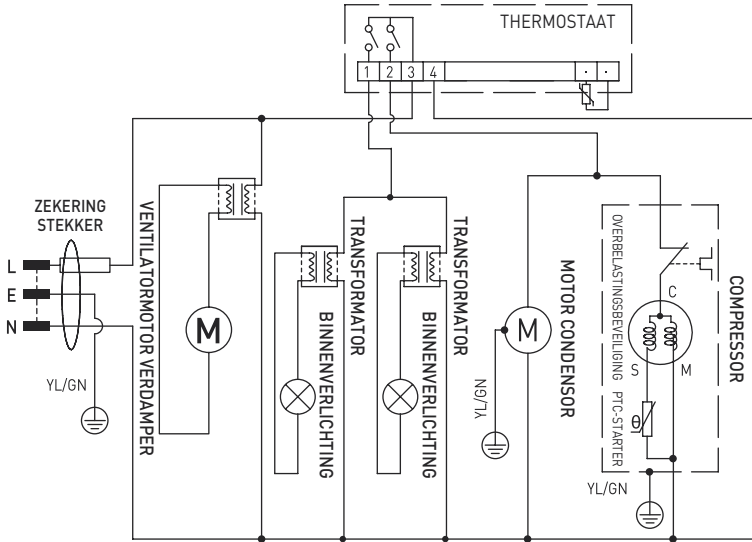 THERMOSTAAT
1 2 3 4
ZEKERING
STEKKER
L
E
N
YL/GN
VENTILATORMOTOR VERDAMPER
M
TRANSFORMATOR
BINNENVERLICHTING
TRANSFORMATOR
BINNENVERLICHTING
M
YL/GN
MOTOR CONDENSOR
OVERBELASTINGSBEVEILIGING
PTC-STARTER
C
S
M
θ
YL/GN
COMPRESSOR